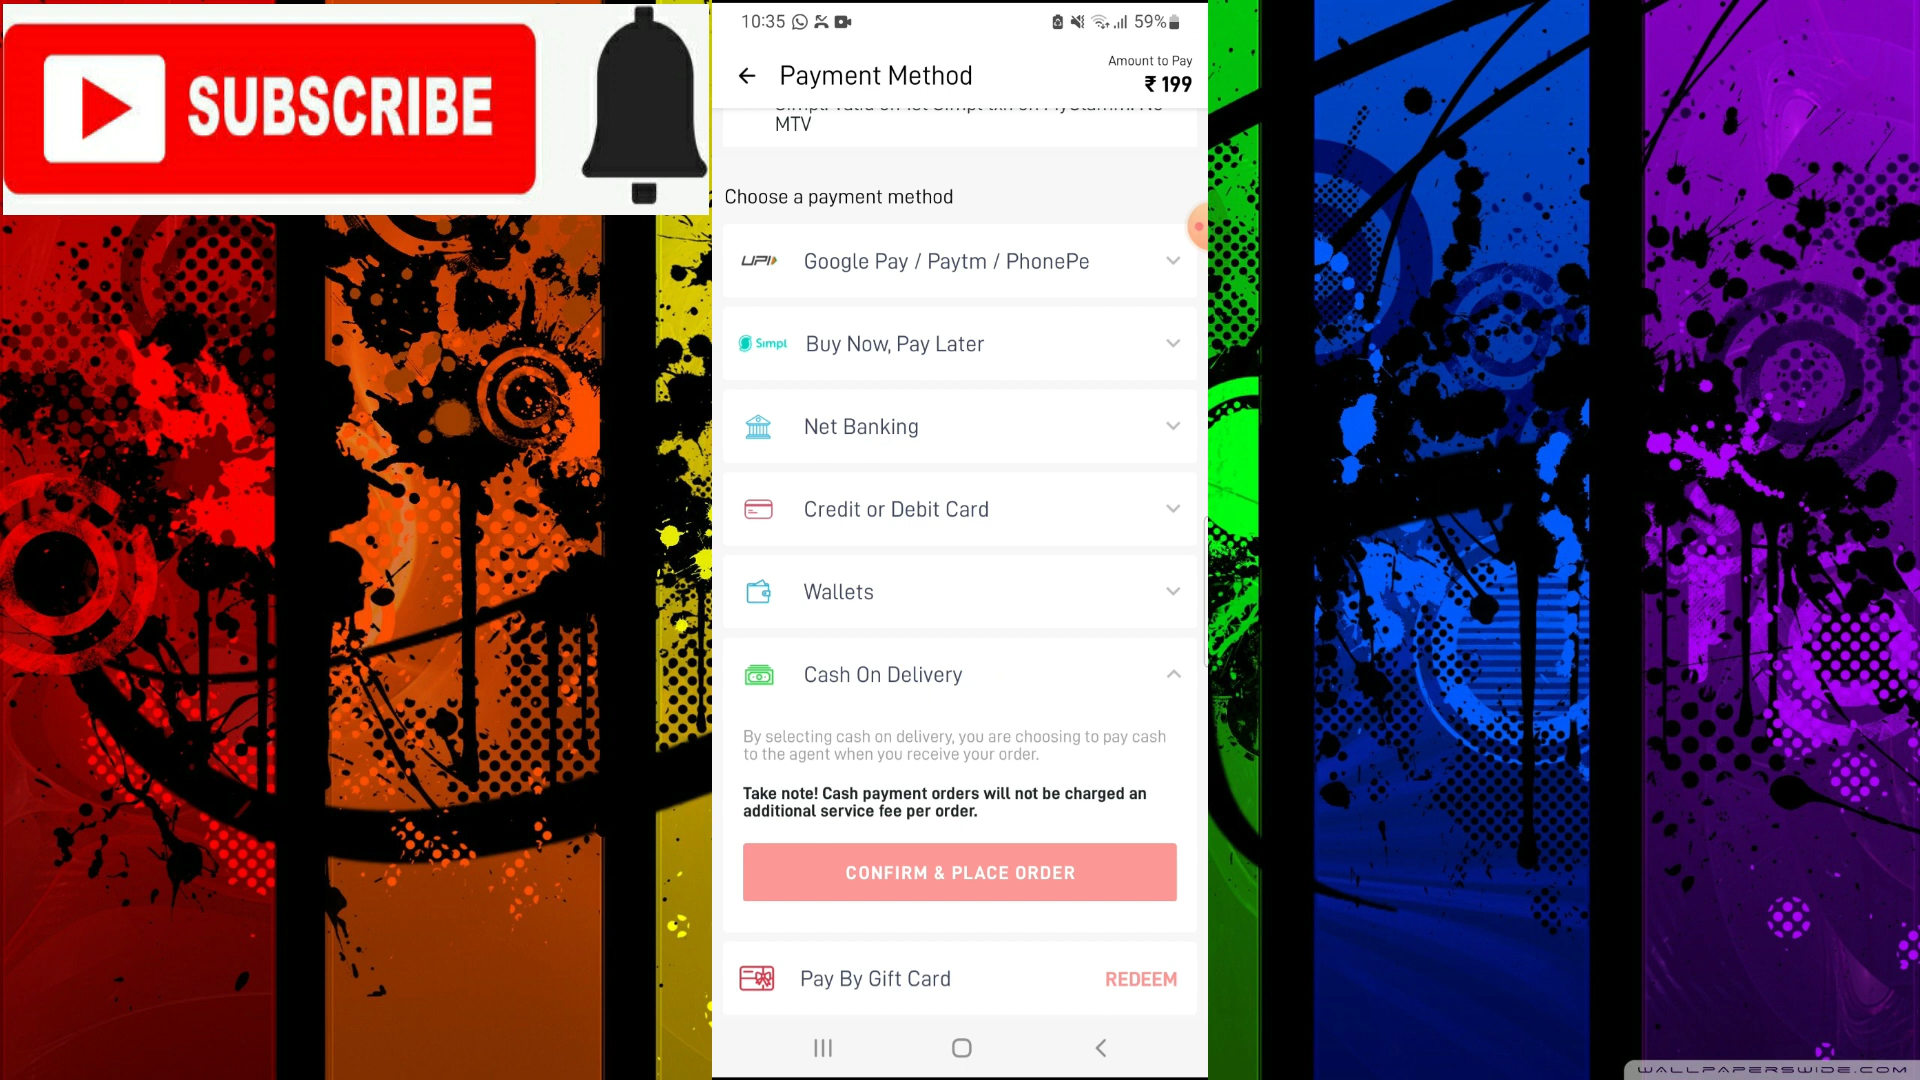 SUBSCRIBE
10:35
59%
Payment Method
Amount to Pay
₹ 199
MTV
Choose a payment method
UPI
Google Pay / Paytm / PhonePe
Simpl
Buy Now, Pay Later
Net Banking
Credit or Debit Card
Wallets
Cash On Delivery
By selecting cash on delivery, you are choosing to pay cash
to the agent when you receive your order.
Take note! Cash payment orders will not be charged an
additional service fee per order.
CONFIRM & PLACE ORDER
Pay By Gift Card
REDEEM
WALLPAPERSWIDE.COM